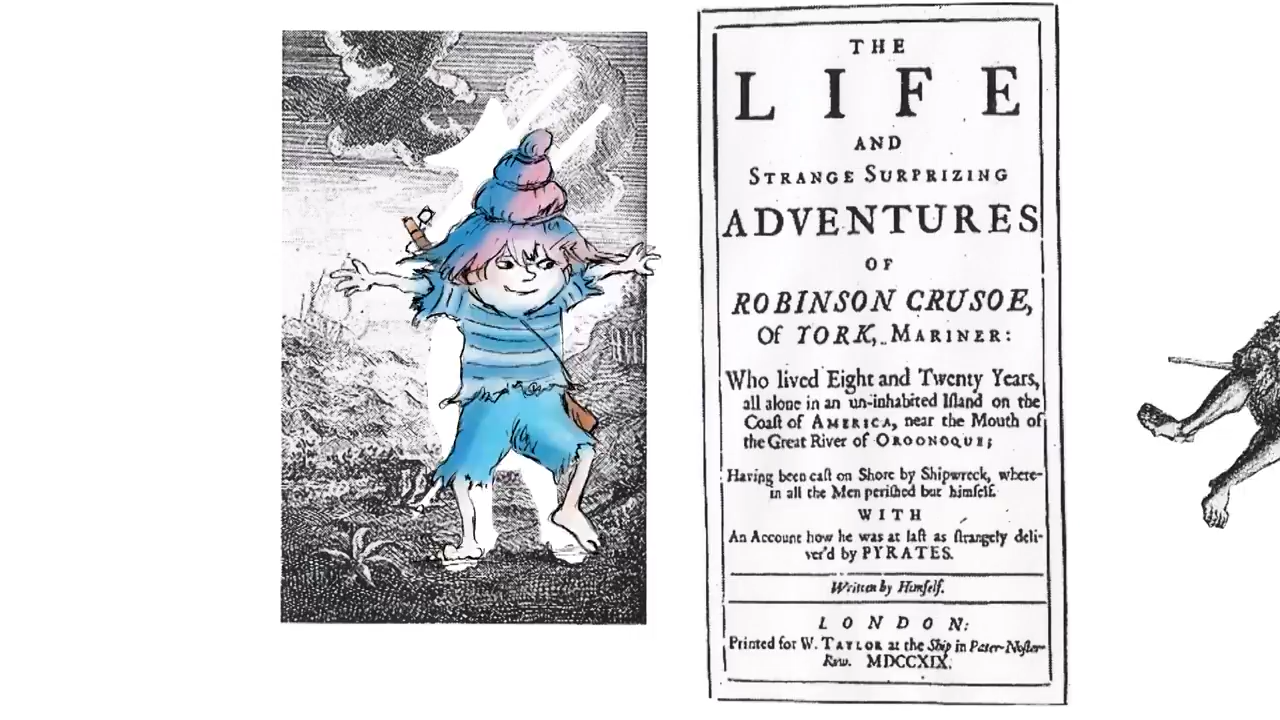 THE
LIFE
AND
STRANGE SURPRIZING
ADVENTURES
OF
ROBINSON CRUSOE,
Of YORK, MARINER:
Who lived Eight and Twenty Years,
all alone in an un-inhabited Iſland on the
Coaſt of AMERICA, near the Mouth of
the Great River of OROONOQUE;
Having been caſt on Shore by Shipwreck, where-
in all the Men periſhed but himſelf.
WITH
An Account how he was at laſt as ſtrangely deli-
ver'd by PYRATES.
Written by Himſelf.
LONDON:
Printed for W. TAYLOR at the Ship in Pater-Noſter-
Row. MDCCXIX.